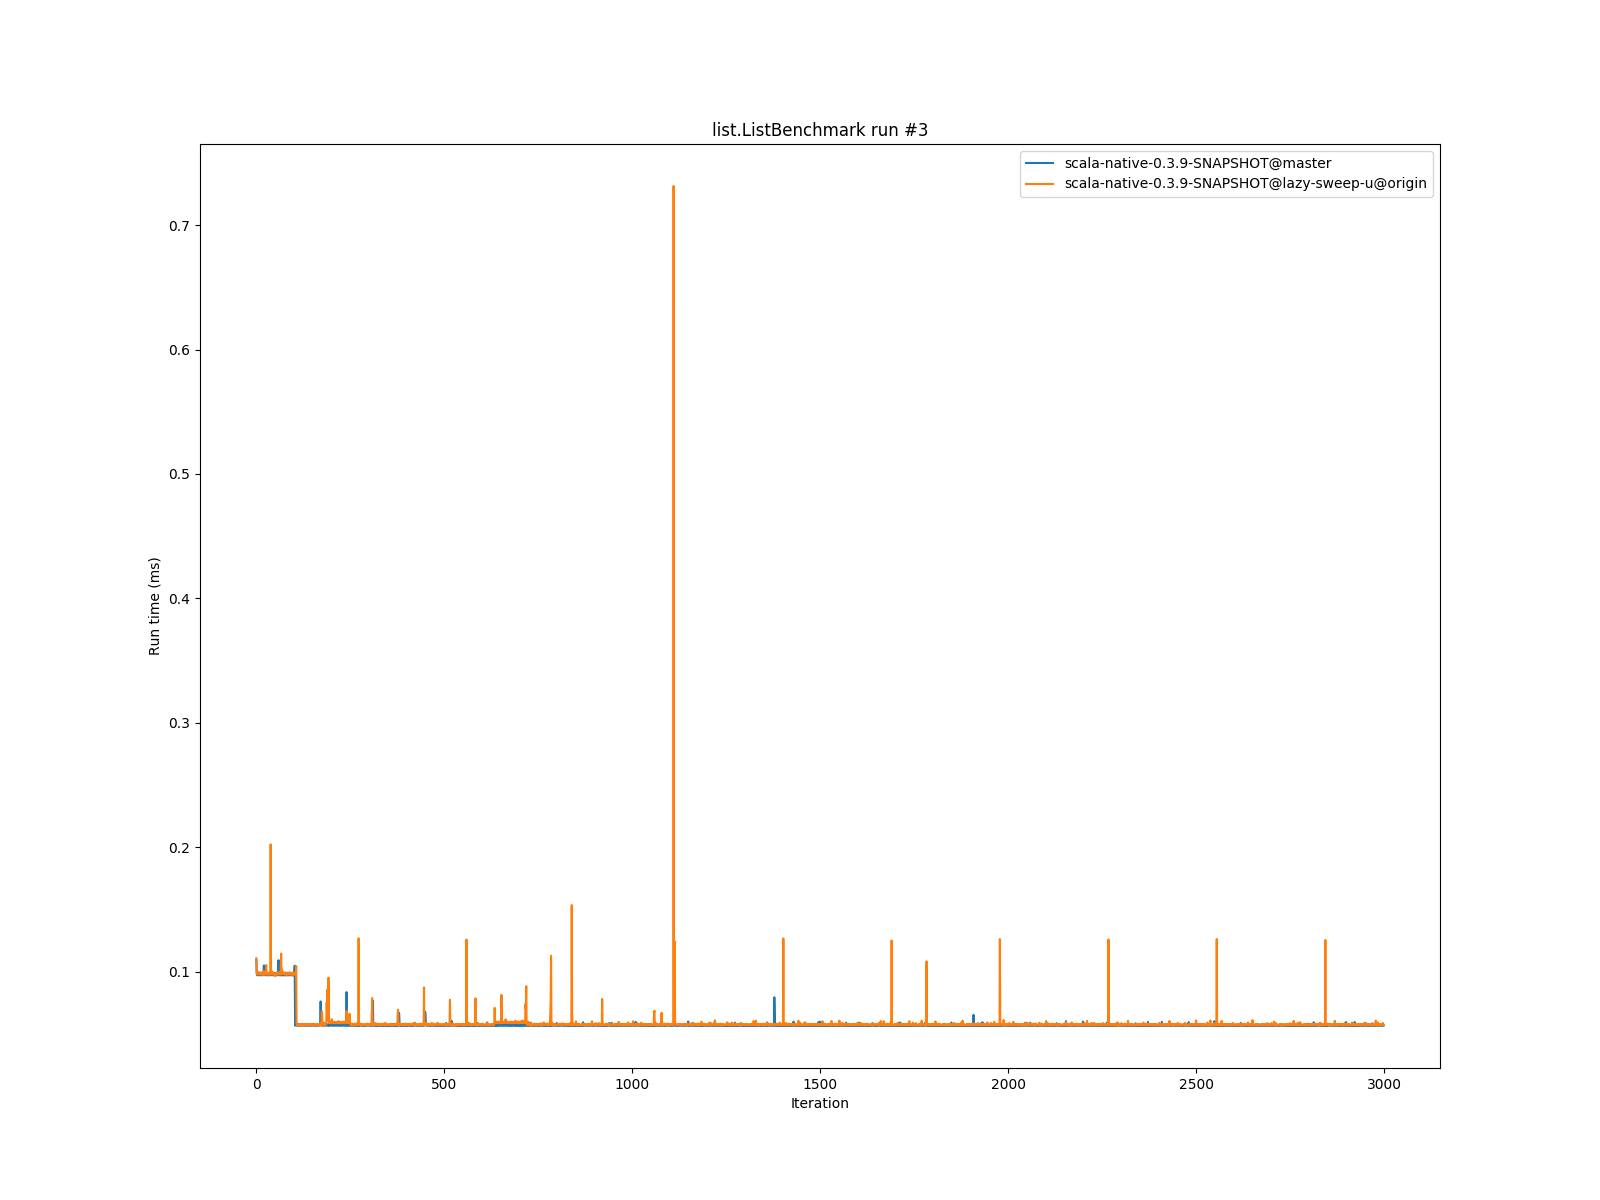 list.ListBenchmark run #3
scala-native-0.3.9-SNAPSHOT@master
scala-native-0.3.9-SNAPSHOT@lazy-sweep-u@origin
Run time (ms)
0.7
0.6
0.5
0.4
0.3
0.2
0.1
0 500 1000 1500 2000 2500 3000
Iteration